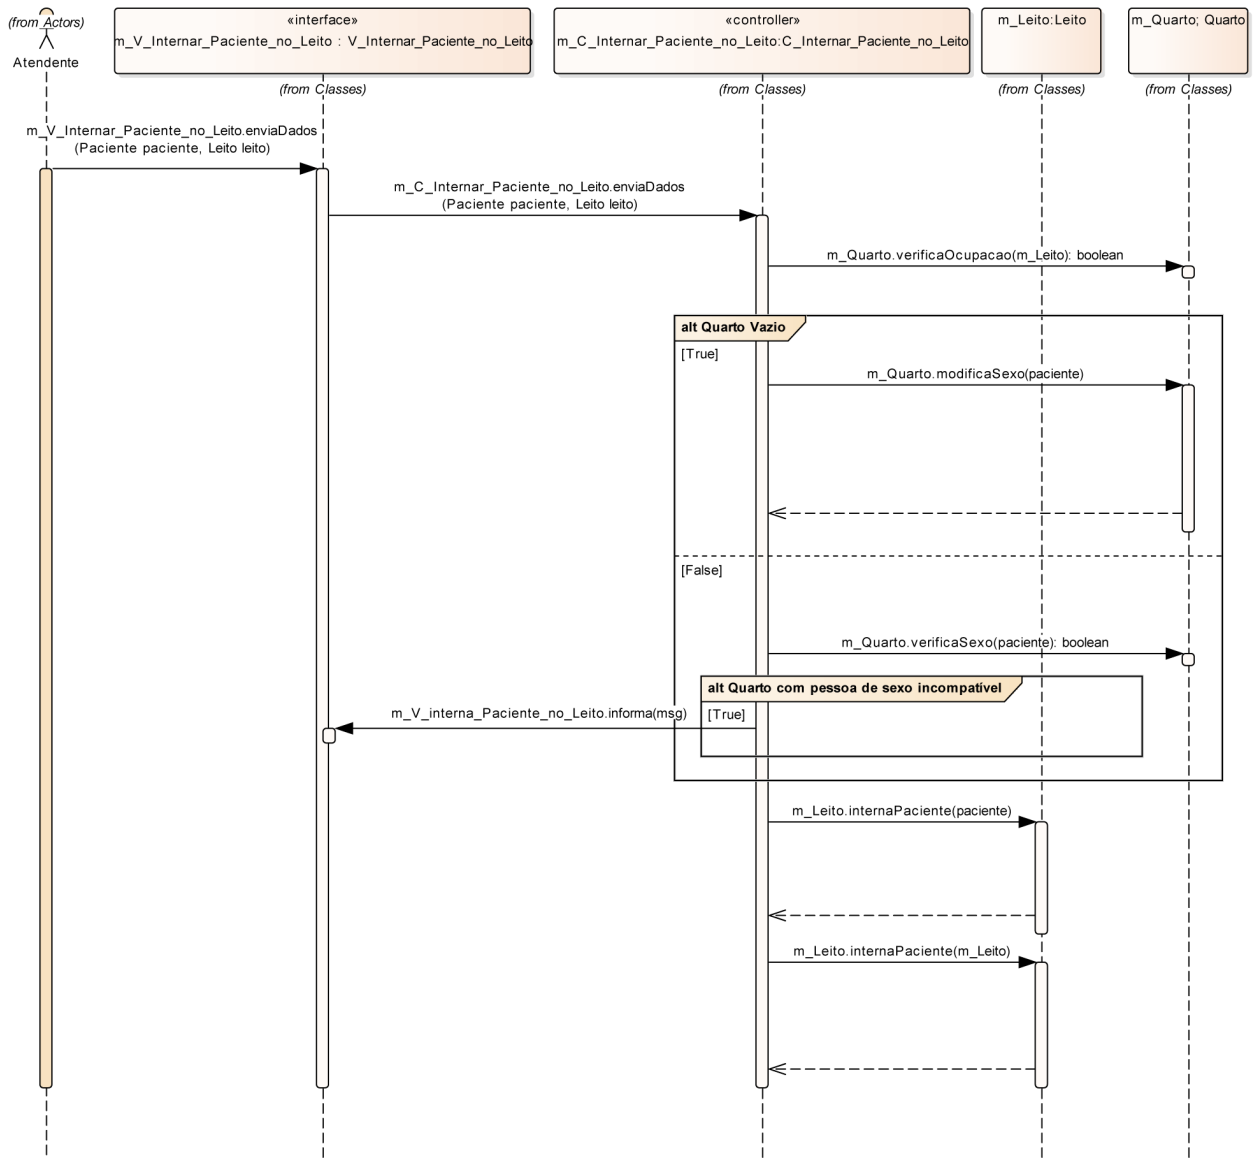 (from Actors)
Atendente
«interface»
m_V_Internar_Paciente_no_Leito : V_Internar_Paciente_no_Leito
(from Classes)
«controller»
m_C_Internar_Paciente_no_Leito:C_Internar_Paciente_no_Leito
(from Classes)
m_Leito:Leito
(from Classes)
m_Quarto; Quarto
(from Classes)
m_V_Internar_Paciente_no_Leito.enviaDados
(Paciente paciente, Leito leito)
m_C_Internar_Paciente_no_Leito.enviaDados
(Paciente paciente, Leito leito)
m_Quarto.verificaOcupacao(m_Leito): boolean
alt Quarto Vazio
[True]
m_Quarto.modificaSexo(paciente)
[False]
m_Quarto.verificaSexo(paciente): boolean
alt Quarto com pessoa de sexo incompatível
m_V_interna_Paciente_no_Leito.informa(msg)
[True]
m_Leito.internaPaciente(paciente)
m_Leito.internaPaciente(m_Leito)